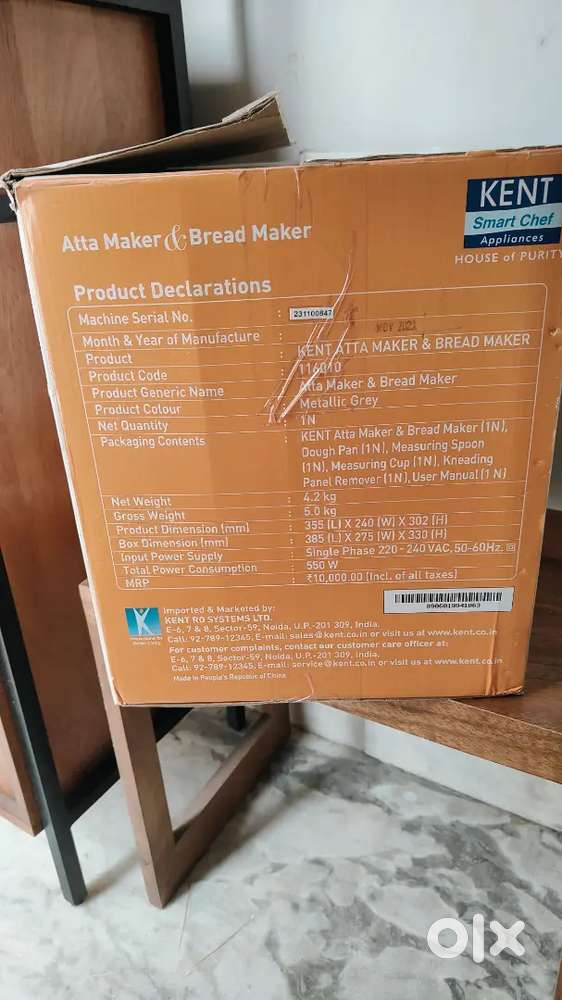 KENT
Smart Chef
Appliances
HOUSE of PURITY
Atta Maker & Bread Maker
Product Declarations
Machine Serial No. : 231100847
Month & Year of Manufacture : NOV 2023
Product : KENT ATTA MAKER & BREAD MAKER
Product Code : 116010
Product Generic Name : Atta Maker & Bread Maker
Product Colour : Metallic Grey
Net Quantity : 1N
Packaging Contents : KENT Atta Maker & Bread Maker (1N),
Dough Pan (1N), Measuring Spoon
(1N), Measuring Cup (1N), Kneading
Panel Remover (1N), User Manual (1N)
Net Weight : 4.2 kg
Gross Weight : 5.0 kg
Product Dimension (mm) : 355 (L) X 240 (W) X 302 (H)
Box Dimension (mm) : 385 (L) X 275 (W) X 330 (H)
Input Power Supply : Single Phase 220 - 240 VAC, 50-60Hz.
Total Power Consumption : 550 W
MRP : ₹10,000.00 (Incl. of all taxes)
Imported & Marketed by:
KENT RO SYSTEMS LTD.
E-6, 7 & 8, Sector-59, Noida, U.P.-201 309, India.
Call: 92-789-12345, E-mail: sales@kent.co.in or visit us at www.kent.co.in
For customer complaints, contact our customer care officer at:
E-6, 7 & 8, Sector-59, Noida, U.P.-201 309, India.
Call: 92-789-12345, E-mail: service@kent.co.in or visit us at www.kent.co.in
Made in People's Republic of China
olx